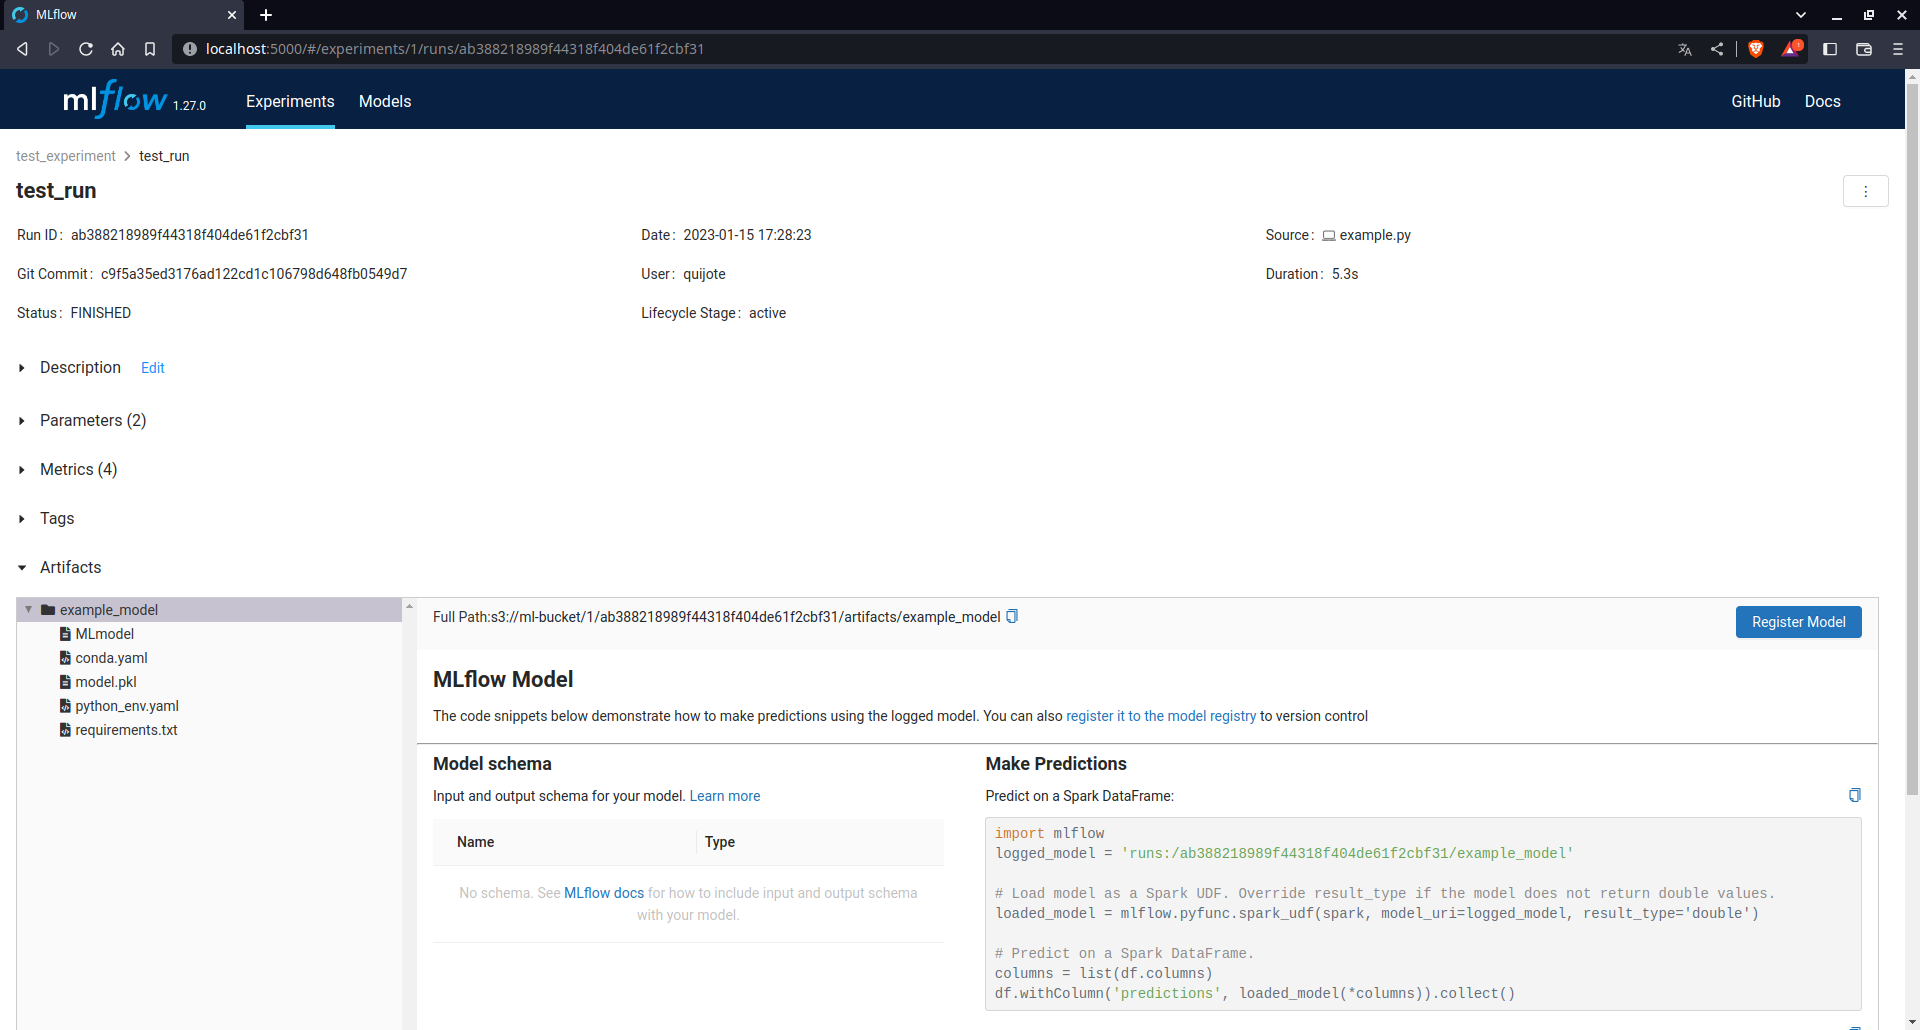 MLflow
localhost:5000/#/experiments/1/runs/ab388218989f44318f404de61f2cbf31
mlflow 1.27.0 Experiments Models GitHub Docs
test_experiment > test_run
test_run
Run ID: ab388218989f44318f404de61f2cbf31 Date: 2023-01-15 17:28:23 Source: example.py
Git Commit: c9f5a35ed3176ad122cd1c106798d648fb0549d7 User: quijote Duration: 5.3s
Status: FINISHED Lifecycle Stage: active
Description Edit
Parameters (2)
Metrics (4)
Tags
Artifacts
example_model
MLmodel
conda.yaml
model.pkl
python_env.yaml
requirements.txt
Full Path:s3://ml-bucket/1/ab388218989f44318f404de61f2cbf31/artifacts/example_model
Register Model
MLflow Model
The code snippets below demonstrate how to make predictions using the logged model. You can also register it to the model registry to version control
Model schema
Input and output schema for your model. Learn more
Name Type
No schema. See MLflow docs for how to include input and output schema
with your model.
Make Predictions
Predict on a Spark DataFrame:
import mlflow
logged_model = 'runs:/ab388218989f44318f404de61f2cbf31/example_model'
# Load model as a Spark UDF. Override result_type if the model does not return double values.
loaded_model = mlflow.pyfunc.spark_udf(spark, model_uri=logged_model, result_type='double')
# Predict on a Spark DataFrame.
columns = list(df.columns)
df.withColumn('predictions', loaded_model(*columns)).collect()